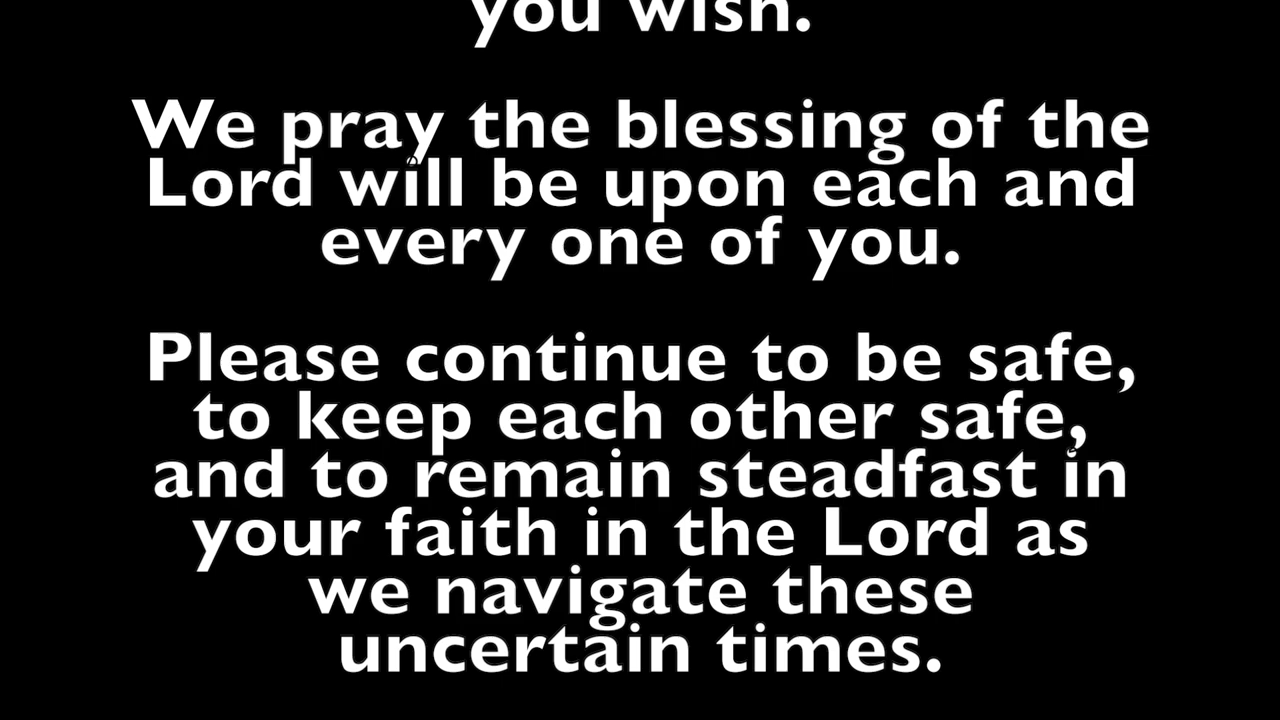 you wish.
We pray the blessing of the
Lord will be upon each and
every one of you.
Please continue to be safe,
to keep each other safe,
and to remain steadfast in
your faith in the Lord as
we navigate these
uncertain times.